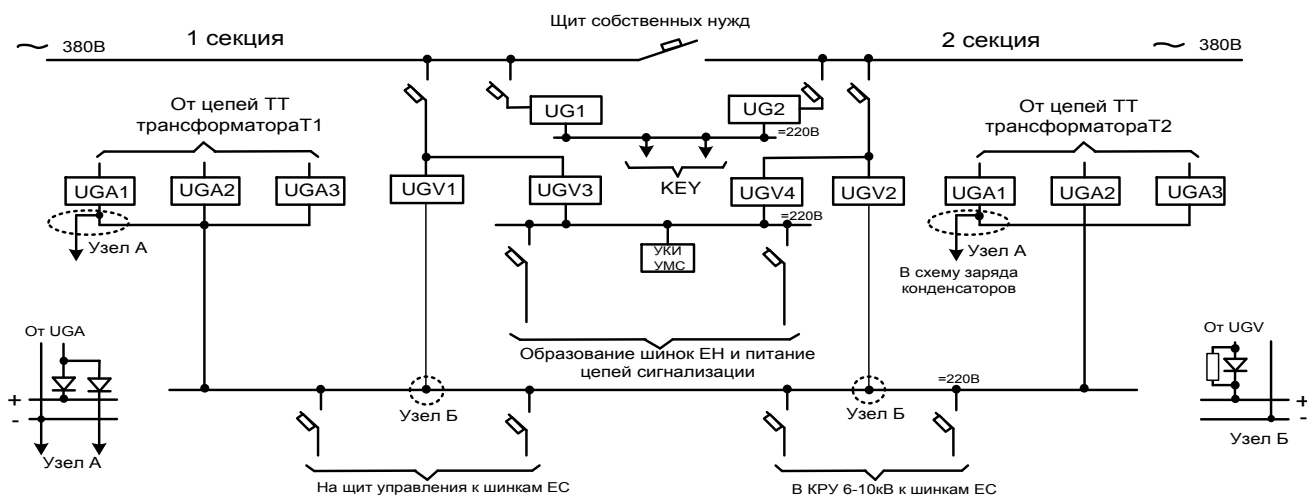 Щит собственных нужд
380В
1 секция
2 секция
380В
От цепей ТТ
трансформатораТ1
UG1
UG2
=220В
KEY
От цепей ТТ
трансформатораТ2
UGA1
UGA2
UGA3
UGV1
UGV3
UGV4
UGV2
UGA1
UGA2
UGA3
Узел А
=220В
УКИ
УМС
Узел А
В схему заряда
конденсаторов
От UGA
+
-
Узел А
Образование шинок ЕН и питание
цепей сигнализации
Узел Б
Узел Б
=220В
От UGV
+
-
Узел Б
На щит управления к шинкам ЕС
В КРУ 6-10кВ к шинкам ЕС